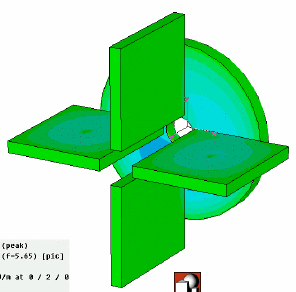 (peak)
(f=5.65) [pic]
/m at 0 / 2 / 0